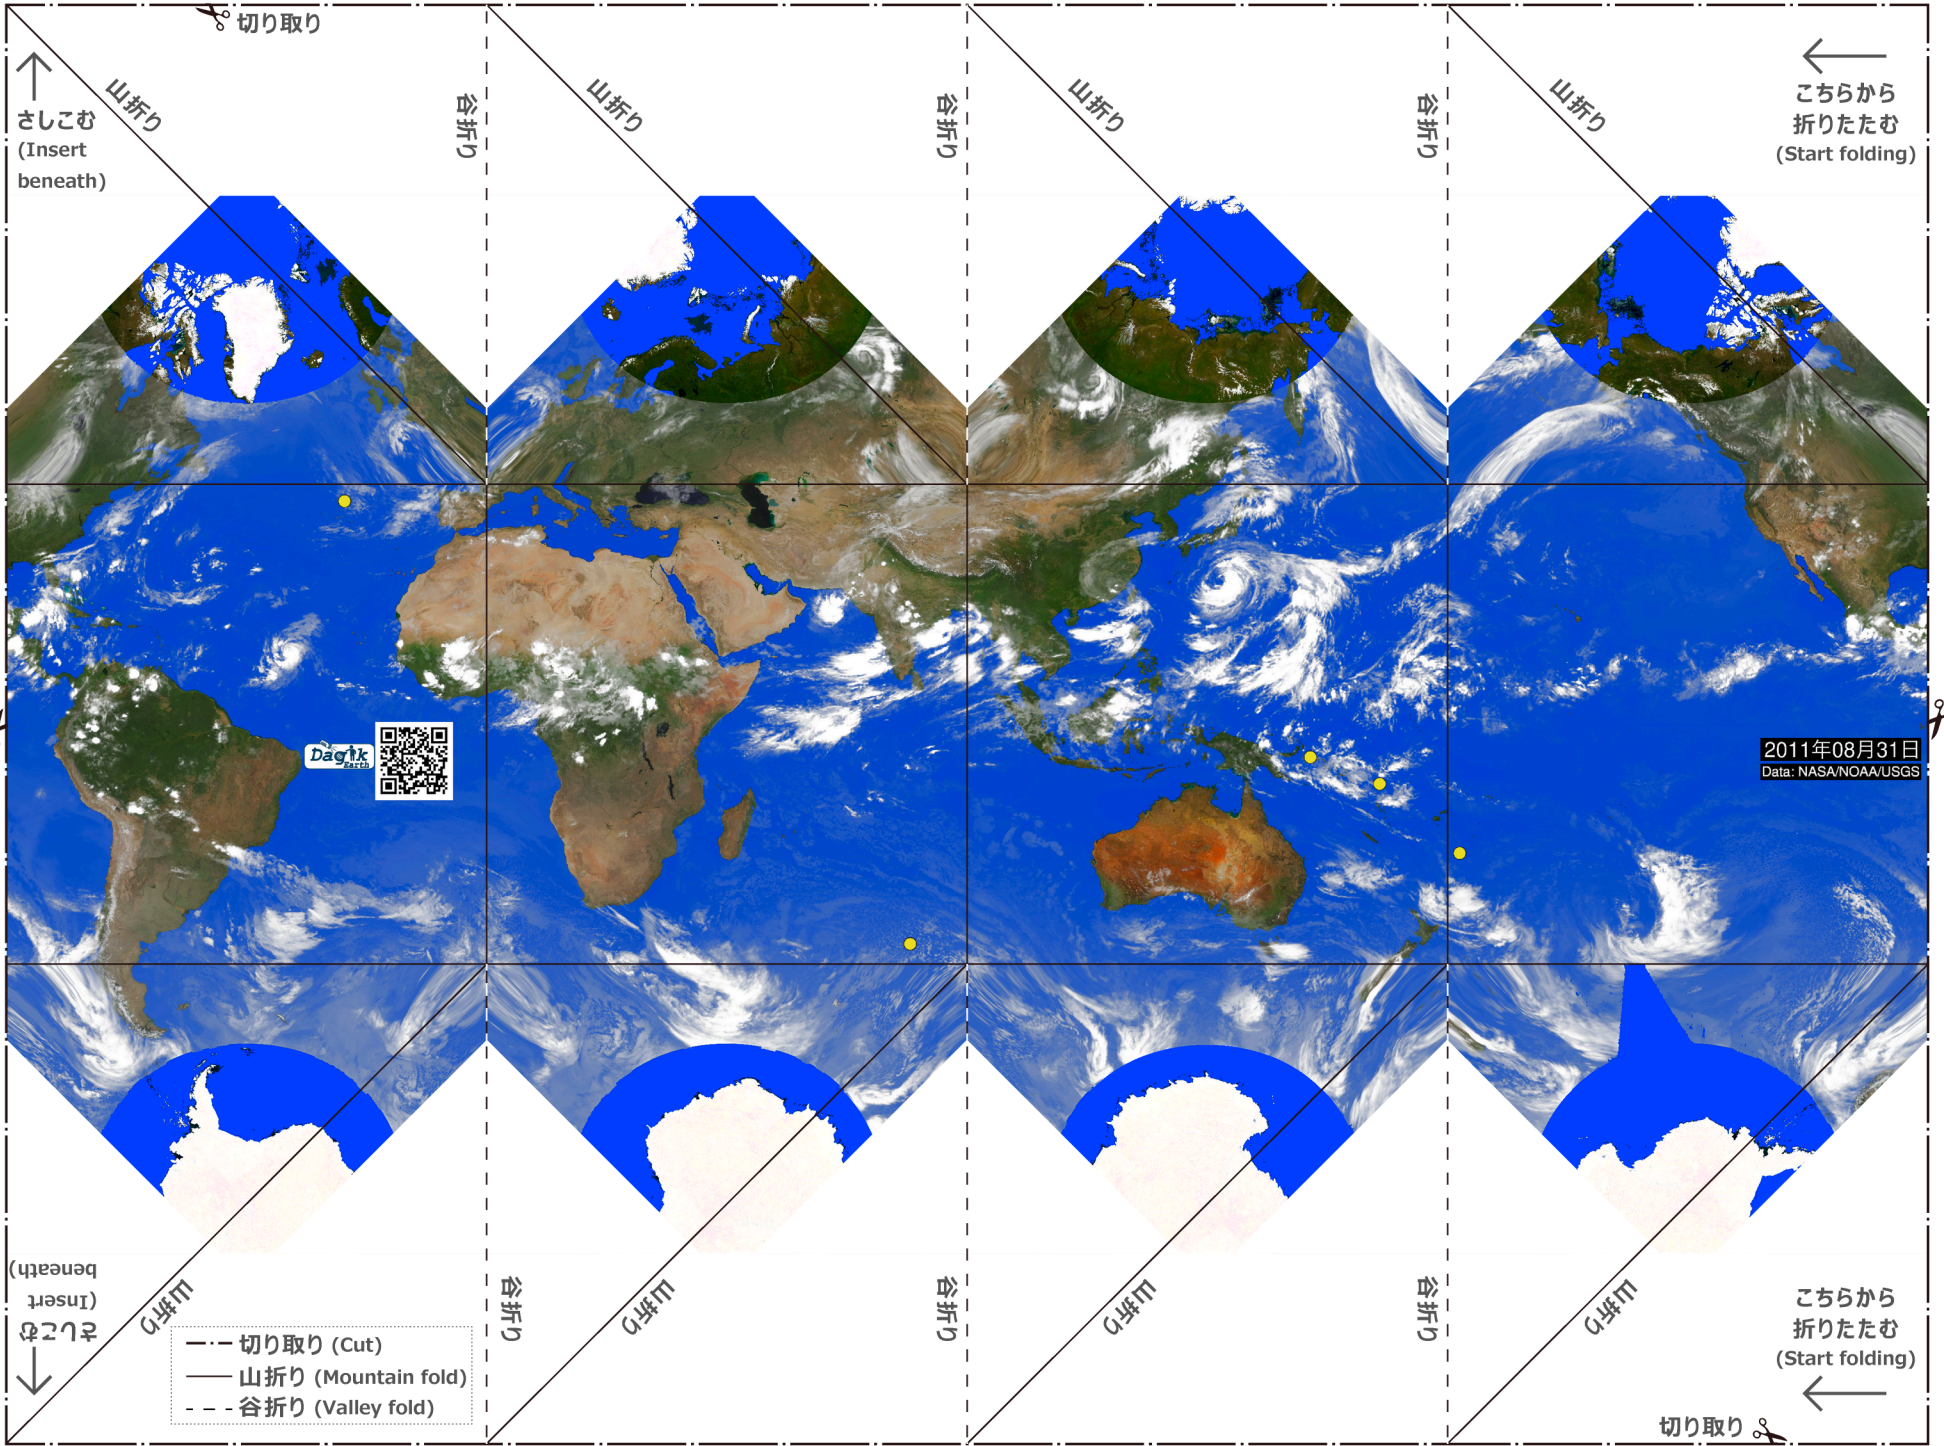 切り取り
山折り
谷折り
山折り
谷折り
山折り
谷折り
山折り
さしこむ
(Insert
beneath)
こちらから
折りたたむ
(Start folding)
Dagik
Earth
2011年08月31日
Data: NASA/NOAA/USGS
さしこむ
(Insert
beneath)
山折り
谷折り
山折り
谷折り
山折り
谷折り
山折り
こちらから
折りたたむ
(Start folding)
切り取り (Cut)
山折り (Mountain fold)
谷折り (Valley fold)
切り取り